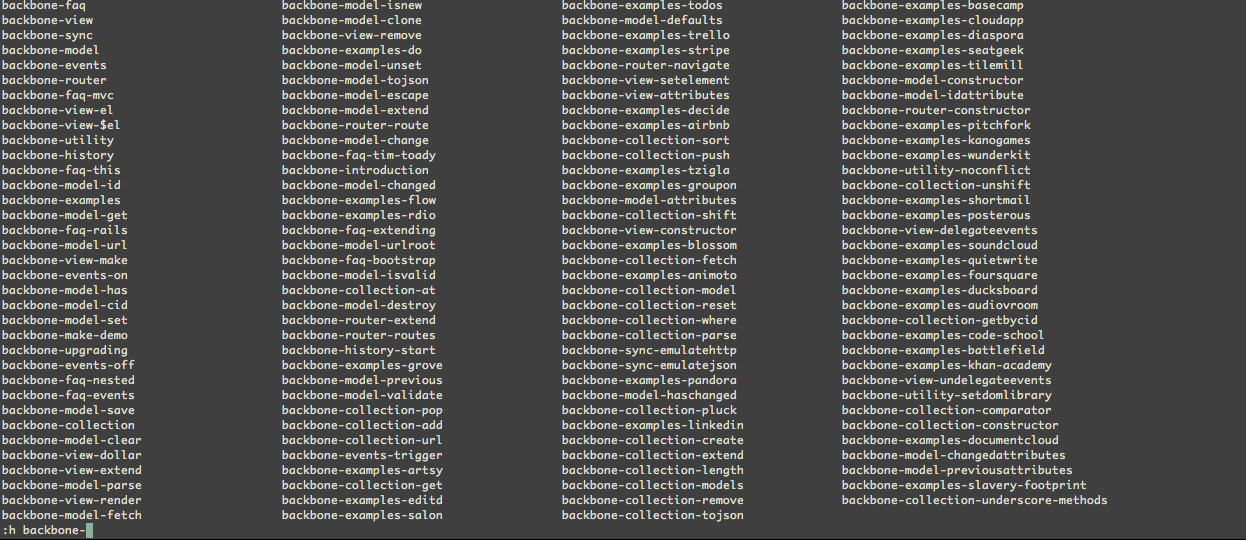 backbone-faq backbone-model-isnew backbone-examples-todos backbone-examples-basecamp
backbone-view backbone-model-clone backbone-model-defaults backbone-examples-cloudapp
backbone-sync backbone-view-remove backbone-examples-trello backbone-examples-diaspora
backbone-model backbone-examples-do backbone-examples-stripe backbone-examples-seatgeek
backbone-events backbone-model-unset backbone-router-navigate backbone-examples-tilemill
backbone-router backbone-model-tojson backbone-view-setelement backbone-model-constructor
backbone-faq-mvc backbone-model-escape backbone-view-attributes backbone-model-idattribute
backbone-view-el backbone-model-extend backbone-examples-decide backbone-router-constructor
backbone-view-$el backbone-router-route backbone-examples-airbnb backbone-examples-pitchfork
backbone-utility backbone-model-change backbone-collection-sort backbone-examples-kanogames
backbone-history backbone-faq-tim-toady backbone-collection-push backbone-examples-wunderkit
backbone-faq-this backbone-introduction backbone-examples-tzigla backbone-utility-noconflict
backbone-model-id backbone-model-changed backbone-examples-groupon backbone-collection-unshift
backbone-examples backbone-examples-flow backbone-model-attributes backbone-examples-shortmail
backbone-model-get backbone-examples-rdio backbone-collection-shift backbone-examples-posterous
backbone-faq-rails backbone-faq-extending backbone-view-constructor backbone-view-delegateevents
backbone-model-url backbone-model-urlroot backbone-examples-blossom backbone-examples-soundcloud
backbone-view-make backbone-faq-bootstrap backbone-collection-fetch backbone-examples-quietwrite
backbone-events-on backbone-model-isvalid backbone-examples-animoto backbone-examples-foursquare
backbone-model-has backbone-collection-at backbone-collection-model backbone-examples-ducksboard
backbone-model-cid backbone-model-destroy backbone-collection-reset backbone-examples-audiovroom
backbone-model-set backbone-router-extend backbone-collection-where backbone-collection-getbycid
backbone-make-demo backbone-router-routes backbone-collection-parse backbone-examples-code-school
backbone-upgrading backbone-history-start backbone-sync-emulatehttp backbone-examples-battlefield
backbone-events-off backbone-examples-grove backbone-sync-emulatejson backbone-examples-khan-academy
backbone-faq-nested backbone-model-previous backbone-examples-pandora backbone-view-undelegateevents
backbone-faq-events backbone-model-validate backbone-model-haschanged backbone-utility-setdomlibrary
backbone-model-save backbone-collection-pop backbone-collection-pluck backbone-collection-comparator
backbone-collection backbone-collection-add backbone-examples-linkedin backbone-collection-constructor
backbone-model-clear backbone-collection-url backbone-collection-create backbone-examples-documentcloud
backbone-view-dollar backbone-events-trigger backbone-collection-extend backbone-model-changedattributes
backbone-view-extend backbone-examples-artsy backbone-collection-length backbone-model-previousattributes
backbone-model-parse backbone-collection-get backbone-collection-models backbone-examples-slavery-footprint
backbone-view-render backbone-examples-editd backbone-collection-remove backbone-collection-underscore-methods
backbone-model-fetch backbone-examples-salon backbone-collection-tojson
:h backbone-